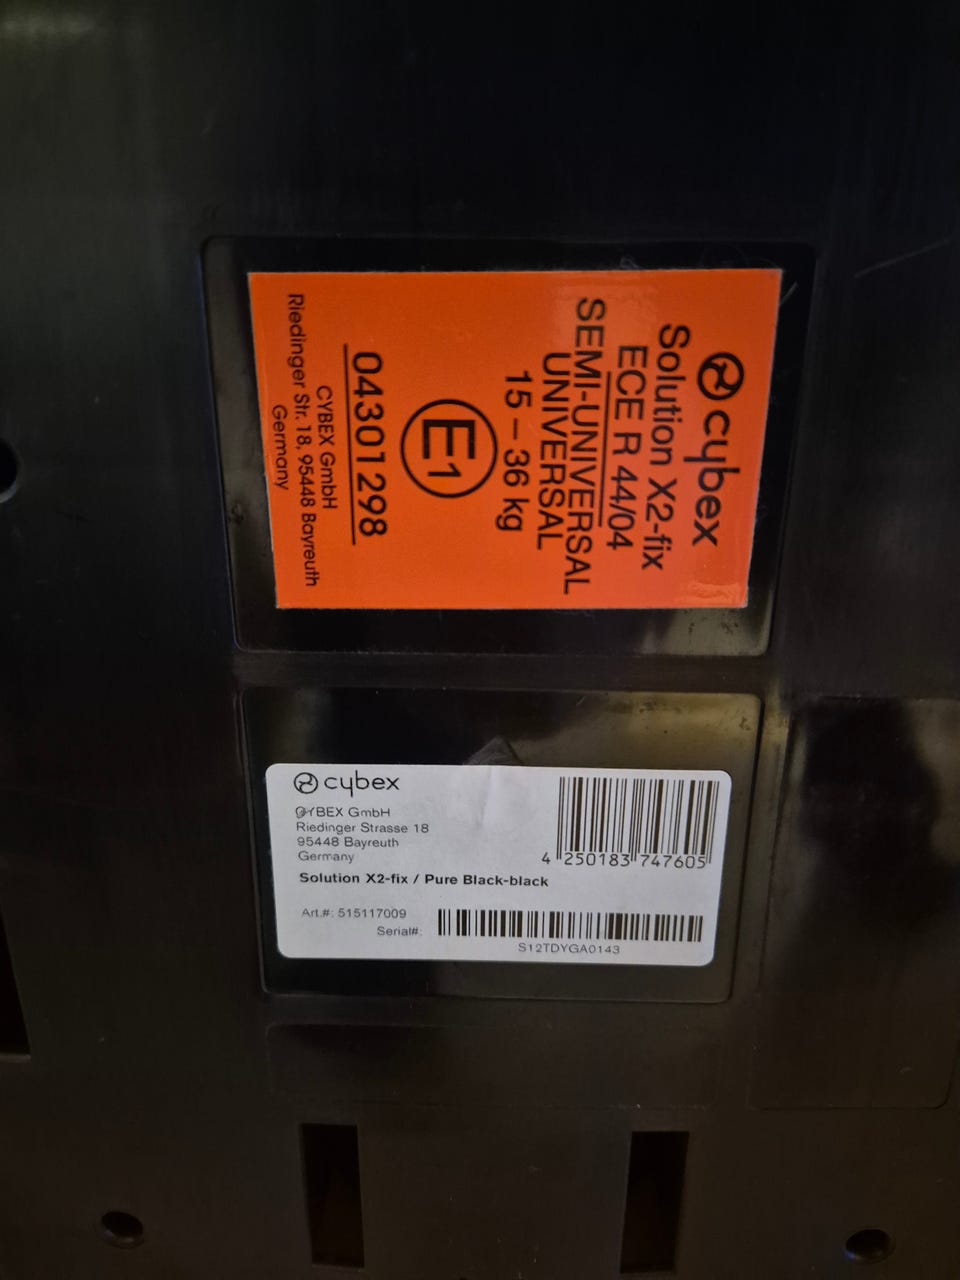 cybex
Solution X2-fix
ECE R 44/04
SEMI-UNIVERSAL
UNIVERSAL
15 – 36 kg
E1
04301298
CYBEX GmbH
Riedinger Str. 18, 95448 Bayreuth
Germany
cybex
CYBEX GmbH
Riedinger Strasse 18
95448 Bayreuth
Germany
4 250183 747605
Solution X2-fix / Pure Black-black
Art.#: 515117009
Serial#:
S12TDYGA0143